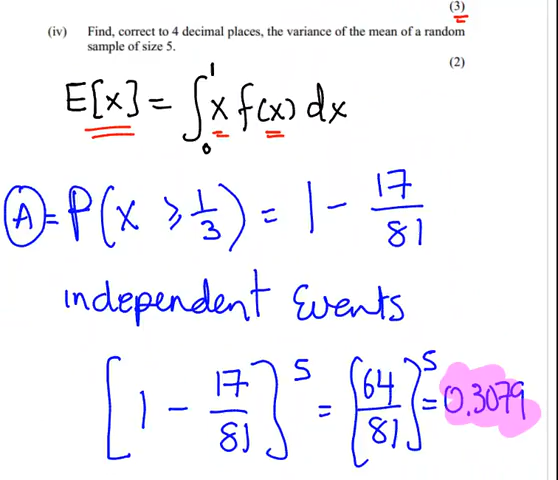 (3)
(iv) Find, correct to 4 decimal places, the variance of the mean of a random
sample of size 5.
(2)
E[x] = ∫₀¹ x f(x) dx
A = P(x ⩾ 1/3) = 1 - 17/81
independent Events
[1 - 17/81]⁵ = [64/81]⁵ = 0.3079